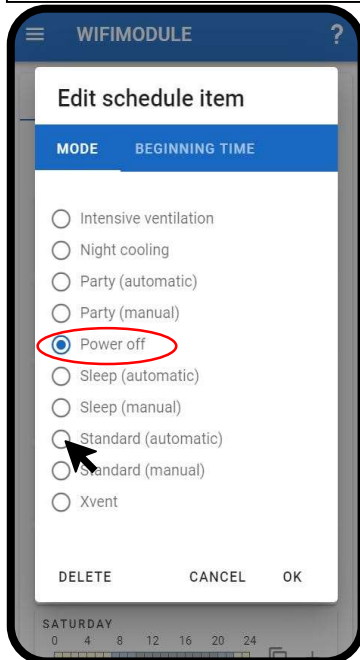 WIFIMODULE ?
Edit schedule item
MODE BEGINNING TIME
Intensive ventilation
Night cooling
Party (automatic)
Party (manual)
Power off
Sleep (automatic)
Sleep (manual)
Standard (automatic)
Standard (manual)
Xvent
DELETE CANCEL OK
SATURDAY
0 4 8 12 16 20 24